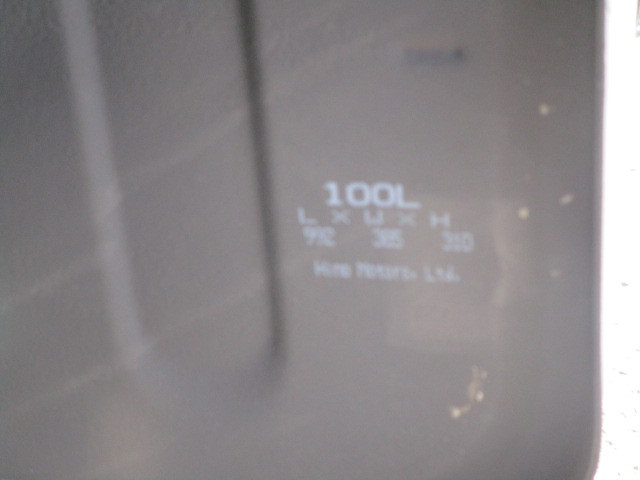 100L
L × W × H
992 385 310
Hino Motors, Ltd.